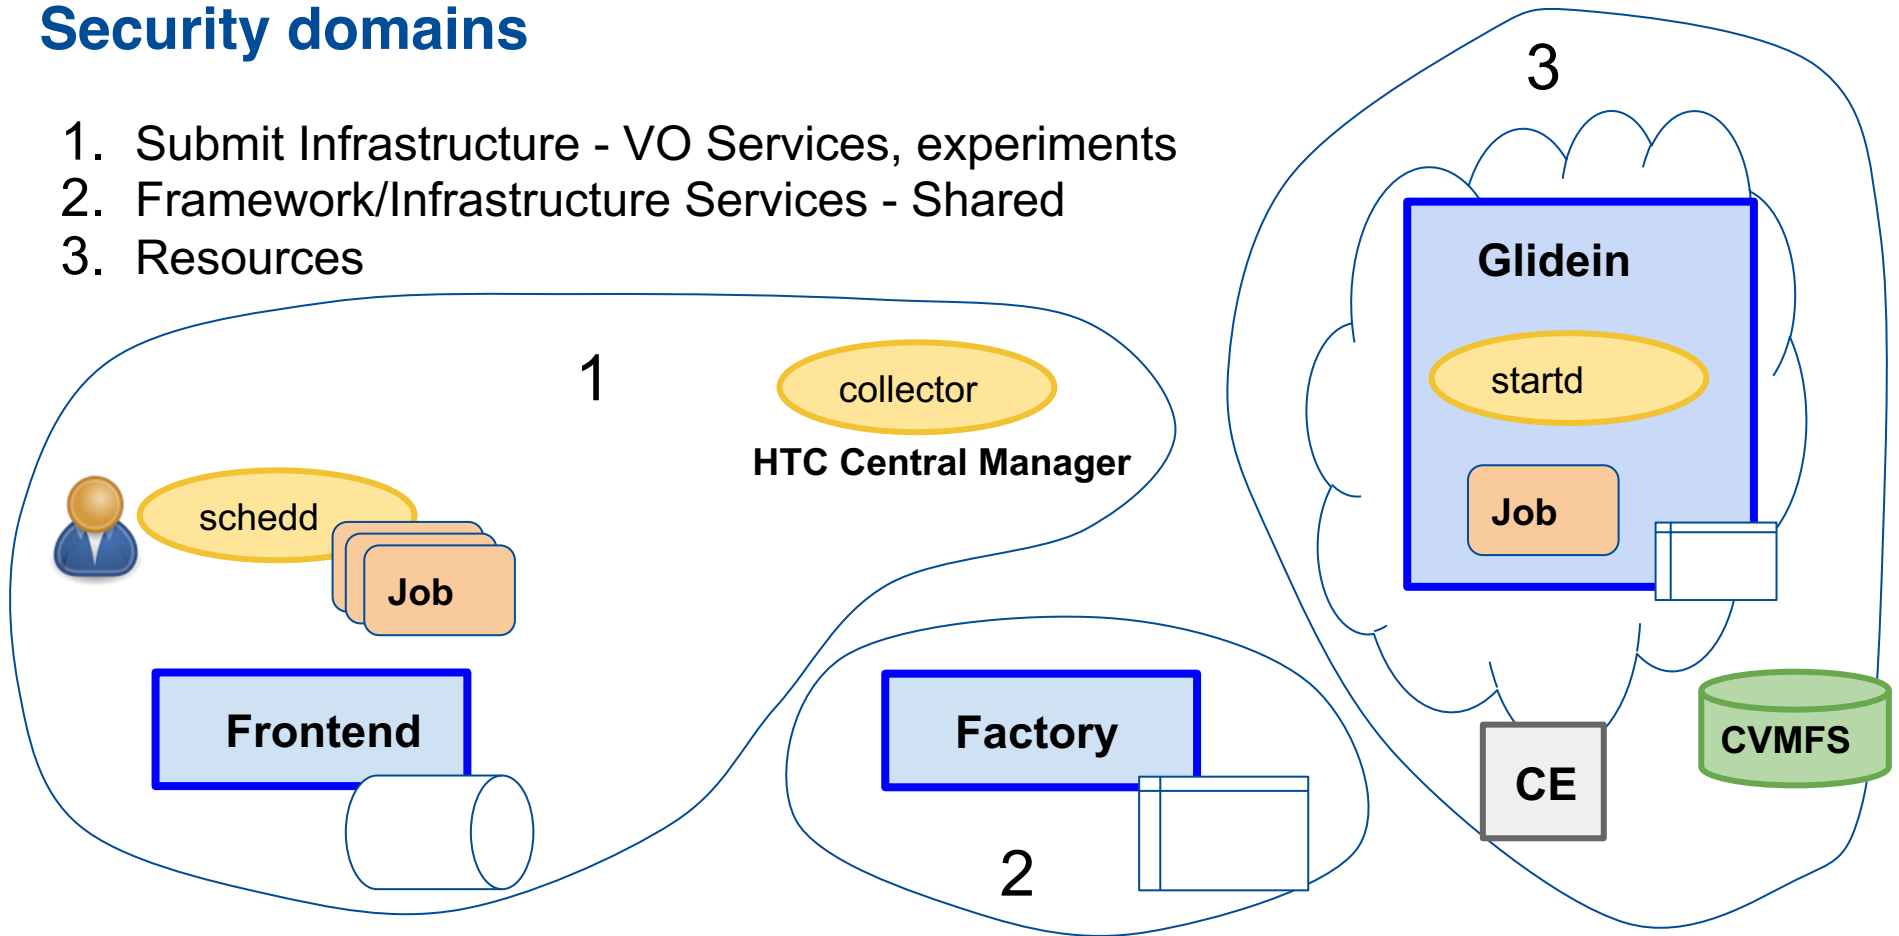 Security domains
1. Submit Infrastructure - VO Services, experiments
2. Framework/Infrastructure Services - Shared
3. Resources
3
Glidein
startd
Job
1
collector
HTC Central Manager
schedd
Job
Frontend
Factory
2
CE
CVMFS